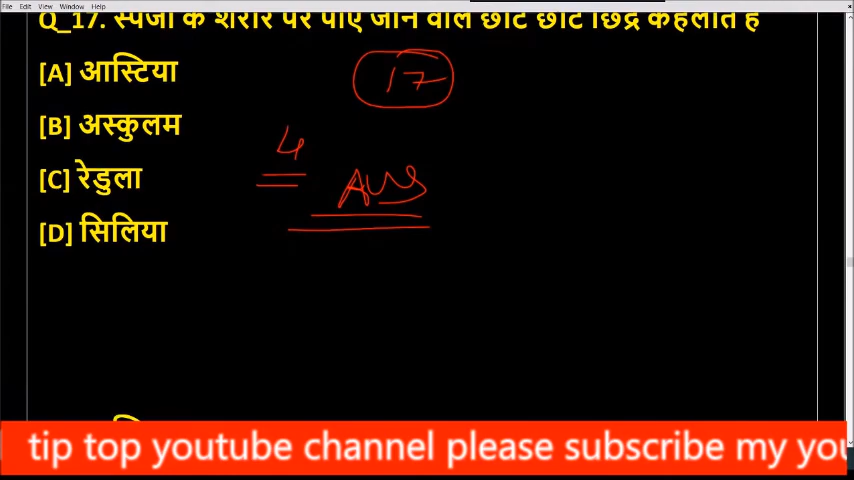 File Edit View Window Help
Q_17. स्पंजी के शरीर पर पाए जाने वाले छोटे छोटे छिद्र कहलाते है
[A] आस्टिया
17
[B] अस्कुलम
4
[C] रेडुला
Ans
[D] सिलिया
tip top youtube channel please subscribe my you